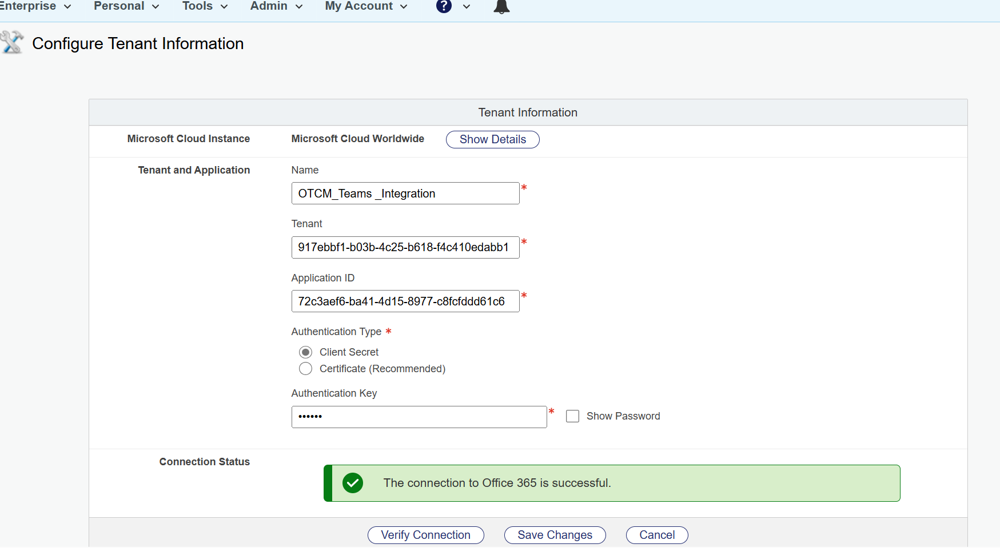 Enterprise Personal Tools Admin My Account ?
Configure Tenant Information
Tenant Information
Microsoft Cloud Instance Microsoft Cloud Worldwide Show Details
Tenant and Application Name
OTCM_Teams _Integration *
Tenant
917ebbf1-b03b-4c25-b618-f4c410edabb1 *
Application ID
72c3aef6-ba41-4d15-8977-c8fcfddd61c6 *
Authentication Type *
Client Secret
Certificate (Recommended)
Authentication Key
•••••• * Show Password
Connection Status
The connection to Office 365 is successful.
Verify Connection Save Changes Cancel